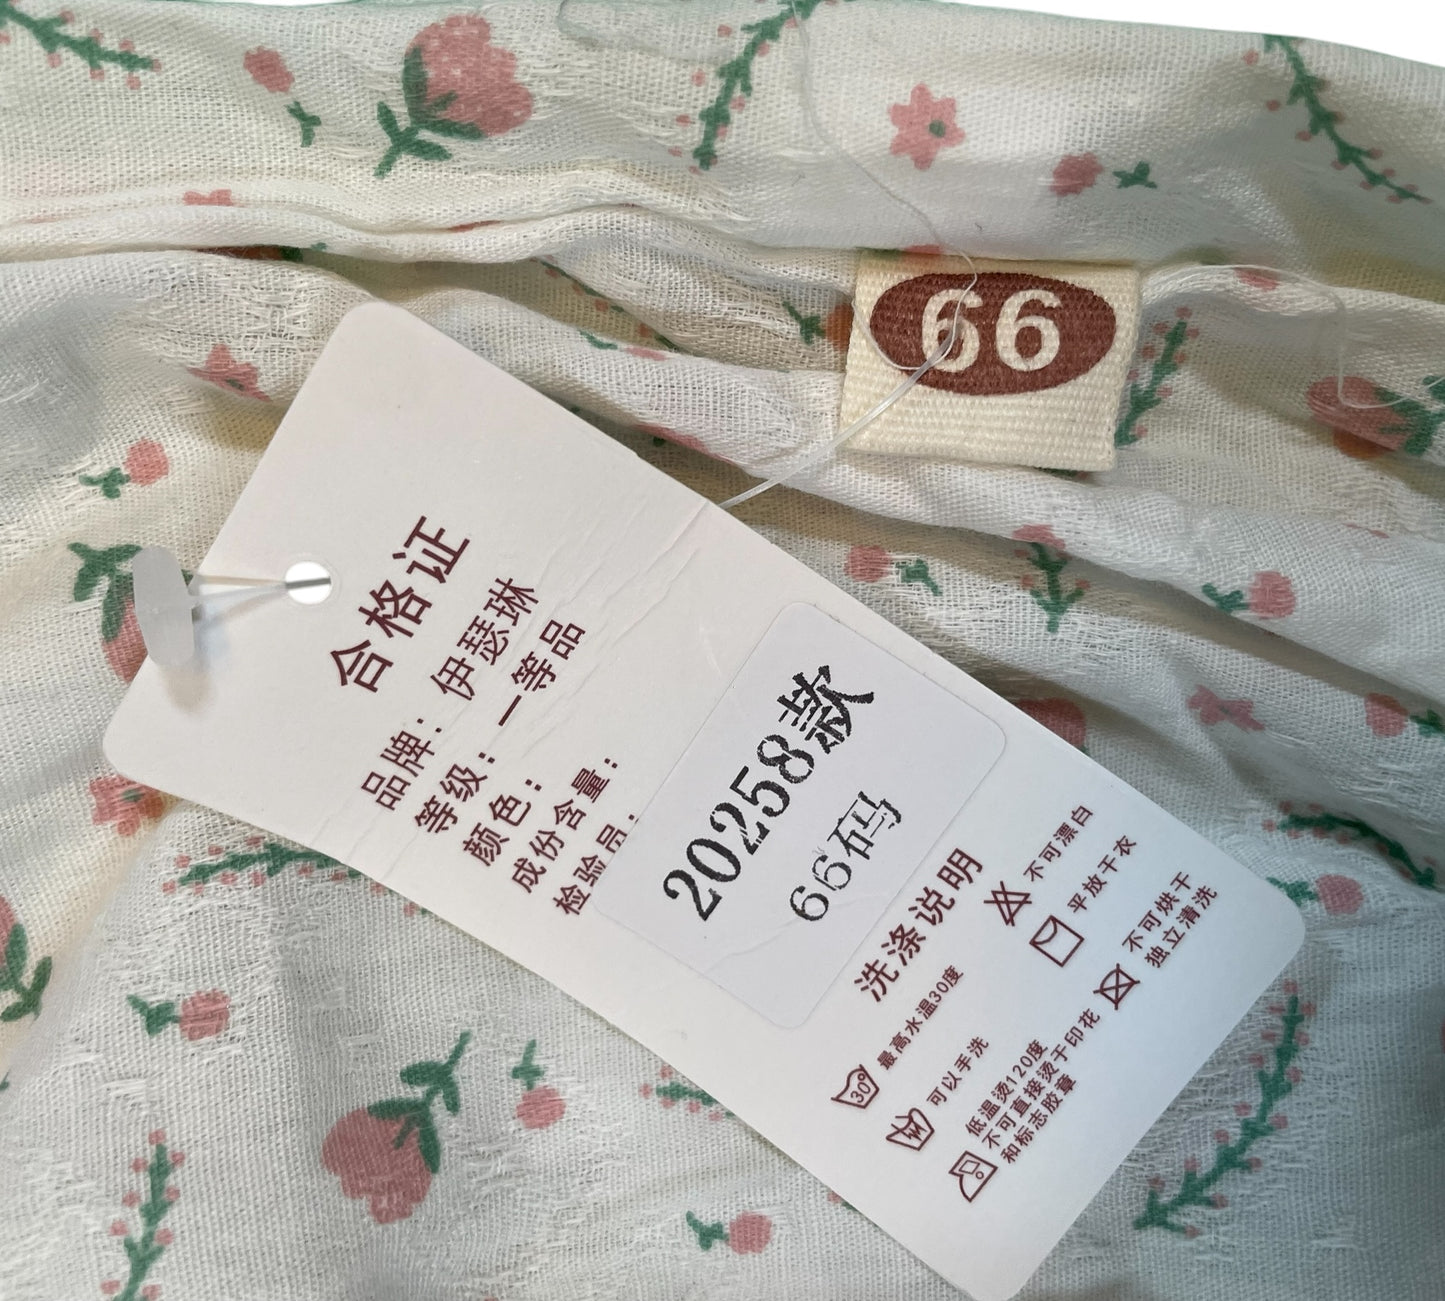 66
合格证
品牌：伊瑟琳
等级：一等品
颜色：
成份含量：
检验员：
20258款
66码
洗涤说明
30°
最高水温30度
可以手洗
低温烫120度
不可直接烫于印花
和标志胶章
不可漂白
平放干衣
不可烘干
独立清洗